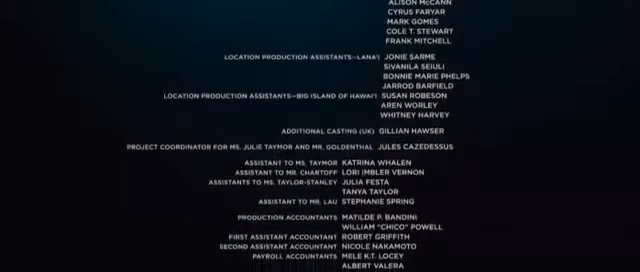 ALISON McCANN
CYRUS FARYAR
MARK GOMES
COLE T. STEWART
FRANK MITCHELL
LOCATION PRODUCTION ASSISTANTS—LANA'I JONIE SARME
SIVANILA SEIULI
BONNIE MARIE PHELPS
JARROD BARFIELD
LOCATION PRODUCTION ASSISTANTS—BIG ISLAND OF HAWAI'I SUSAN ROBESON
AREN WORLEY
WHITNEY HARVEY
ADDITIONAL CASTING (UK) GILLIAN HAWSER
PROJECT COORDINATOR FOR MS. JULIE TAYMOR AND MR. GOLDENTHAL JULES CAZEDESSUS
ASSISTANT TO MS. TAYMOR KATRINA WHALEN
ASSISTANT TO MR. CHARTOFF LORI IMBLER VERNON
ASSISTANTS TO MS. TAYLOR-STANLEY JULIA FESTA
TANYA TAYLOR
ASSISTANT TO MR. LAU STEPHANIE SPRING
PRODUCTION ACCOUNTANTS MATILDE P. BANDINI
WILLIAM "CHICO" POWELL
FIRST ASSISTANT ACCOUNTANT ROBERT GRIFFITH
SECOND ASSISTANT ACCOUNTANT NICOLE NAKAMOTO
PAYROLL ACCOUNTANTS MELE K.T. LOCEY
ALBERT VALERA